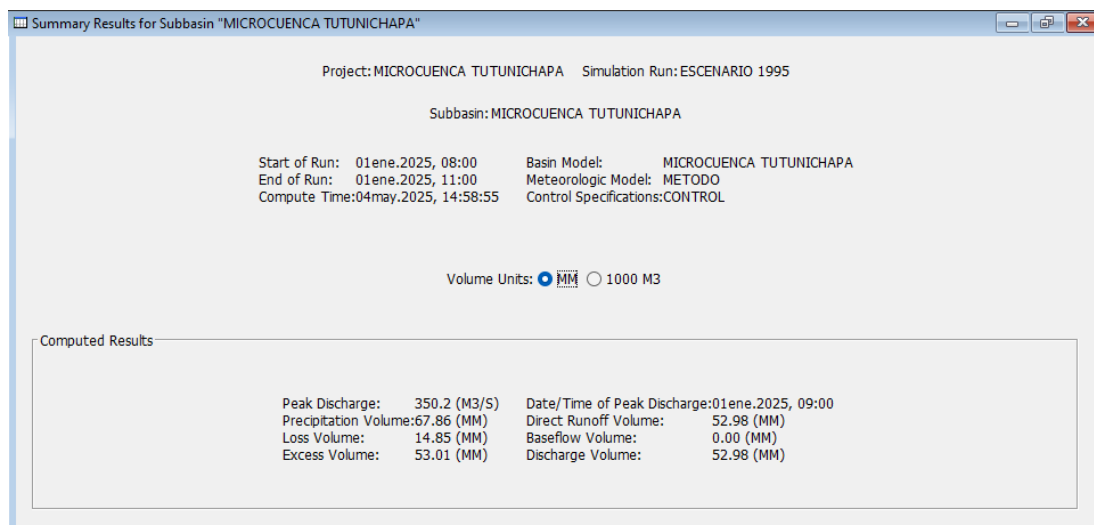 Summary Results for Subbasin "MICROCUENCA TUTUNICHAPA"
Project: MICROCUENCA TUTUNICHAPA Simulation Run: ESCENARIO 1995
Subbasin: MICROCUENCA TUTUNICHAPA
Start of Run: 01ene.2025, 08:00 Basin Model: MICROCUENCA TUTUNICHAPA
End of Run: 01ene.2025, 11:00 Meteorologic Model: METODO
Compute Time:04may.2025, 14:58:55 Control Specifications:CONTROL
Volume Units: MM 1000 M3
Computed Results
Peak Discharge: 350.2 (M3/S) Date/Time of Peak Discharge:01ene.2025, 09:00
Precipitation Volume:67.86 (MM) Direct Runoff Volume: 52.98 (MM)
Loss Volume: 14.85 (MM) Baseflow Volume: 0.00 (MM)
Excess Volume: 53.01 (MM) Discharge Volume: 52.98 (MM)